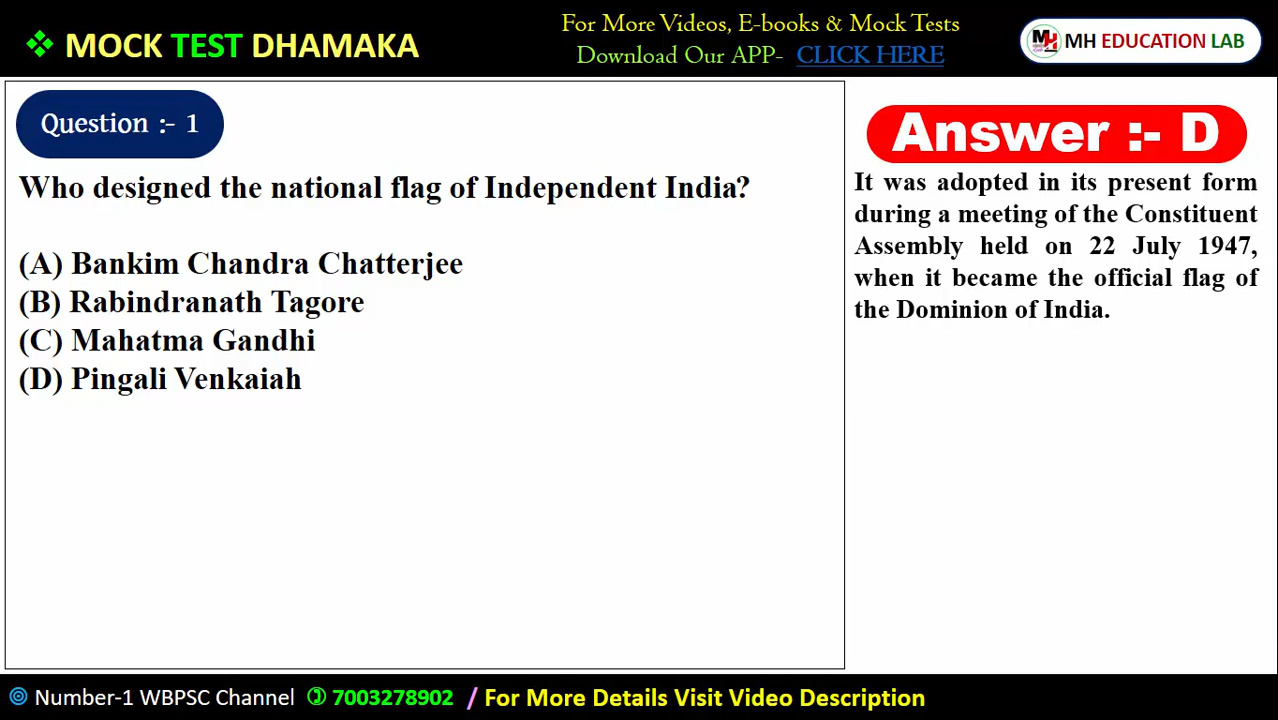 MOCK TEST DHAMAKA
For More Videos, E-books & Mock Tests
Download Our APP- CLICK HERE
MH EDUCATION LAB
Question :- 1
Who designed the national flag of Independent India?
(A) Bankim Chandra Chatterjee
(B) Rabindranath Tagore
(C) Mahatma Gandhi
(D) Pingali Venkaiah
Answer :- D
It was adopted in its present form
during a meeting of the Constituent
Assembly held on 22 July 1947,
when it became the official flag of
the Dominion of India.
Number-1 WBPSC Channel 7003278902 / For More Details Visit Video Description